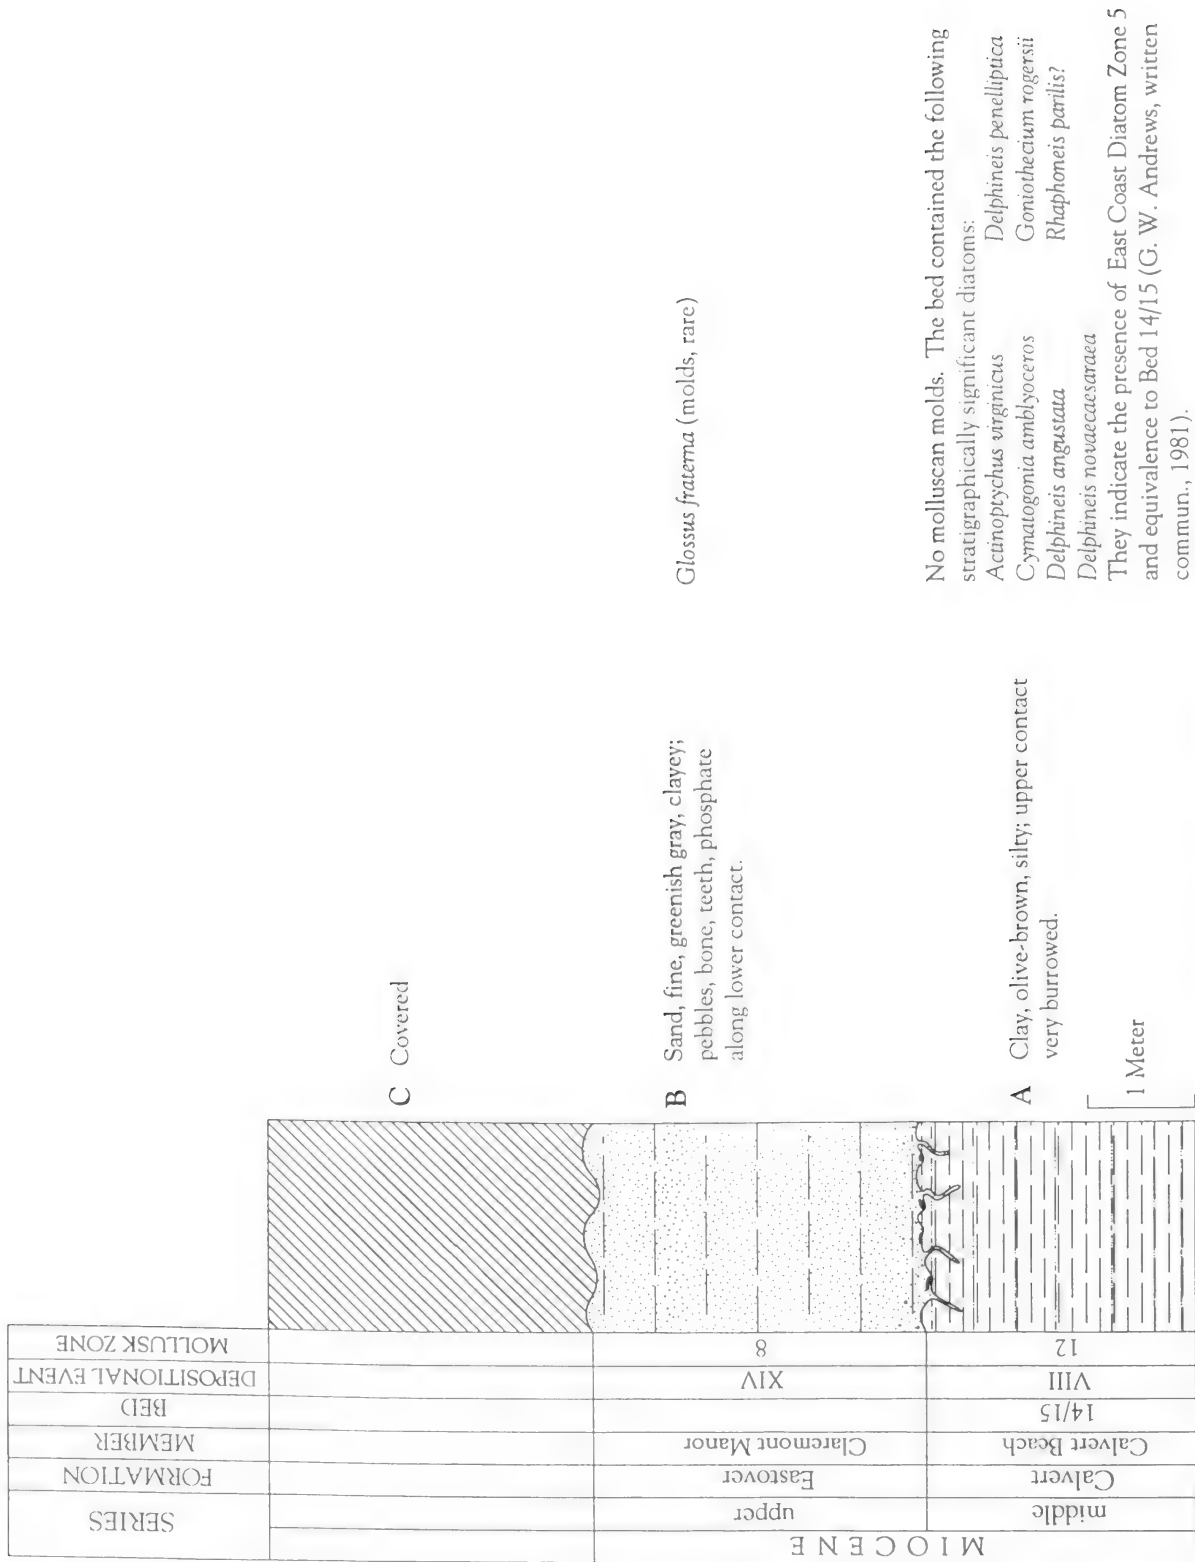 SERIES
FORMATION
MEMBER
BED
DEPOSITIONAL EVENT
MOLLUSK ZONE
MIOCENE
upper
Eastover
Claremont Manor
XIV
8
middle
Calvert
Calvert Beach
14/15
VIII
12
C Covered
B Sand, fine, greenish gray, clayey;
pebbles, bone, teeth, phosphate
along lower contact.
Glossus fraterna (molds, rare)
A Clay, olive-brown, silty; upper contact
very burrowed.
1 Meter
No molluscan molds. The bed contained the following
stratigraphically significant diatoms:
Actinoptychus virginicus Delphineis penelliptica
Cymatogonia amblyoceros Goniothecium rogersii
Delphineis angustata Rhaphoneis parilis?
Delphineis novaecaesaraea
They indicate the presence of East Coast Diatom Zone 5
and equivalence to Bed 14/15 (G. W. Andrews, written
commun., 1981).